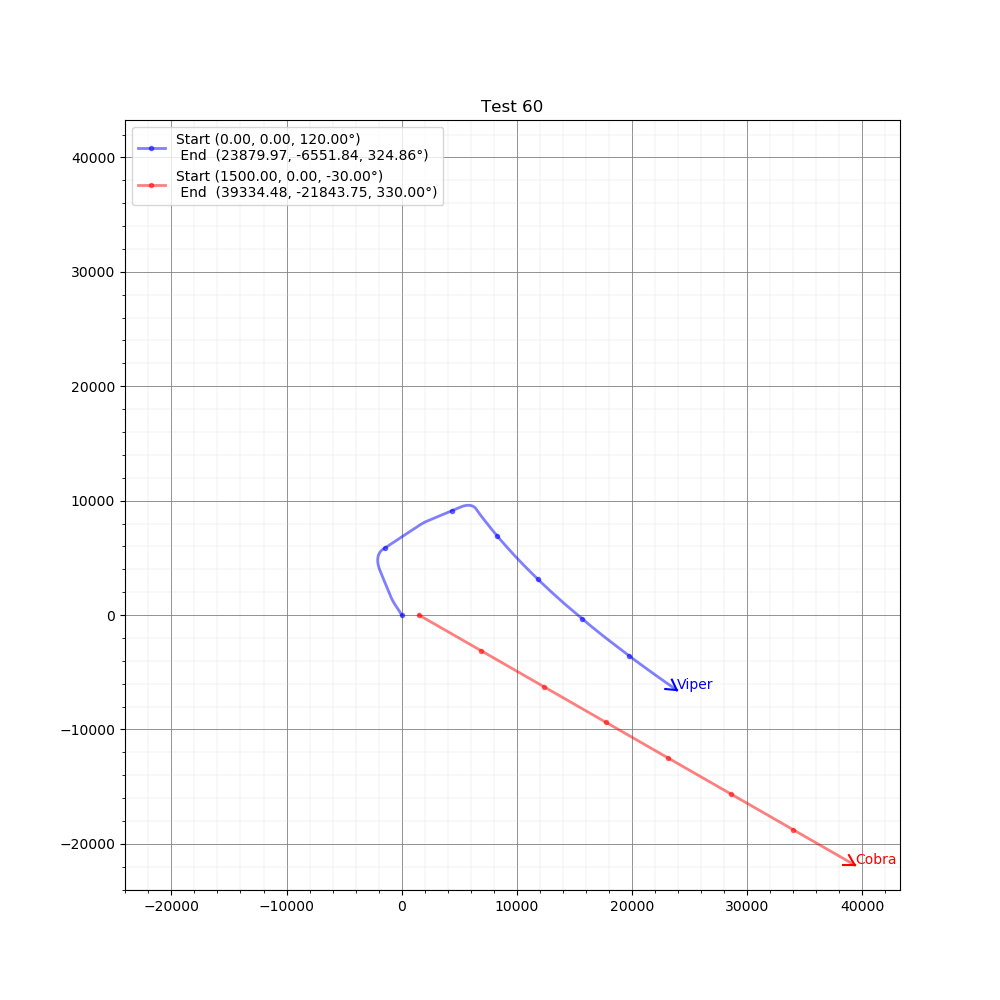 Test 60
Start (0.00, 0.00, 120.00°)
End (23879.97, -6551.84, 324.86°)
Start (1500.00, 0.00, -30.00°)
End (39334.48, -21843.75, 330.00°)
40000
30000
20000
10000
0
−10000
−20000
Viper
Cobra
−20000 −10000 0 10000 20000 30000 40000